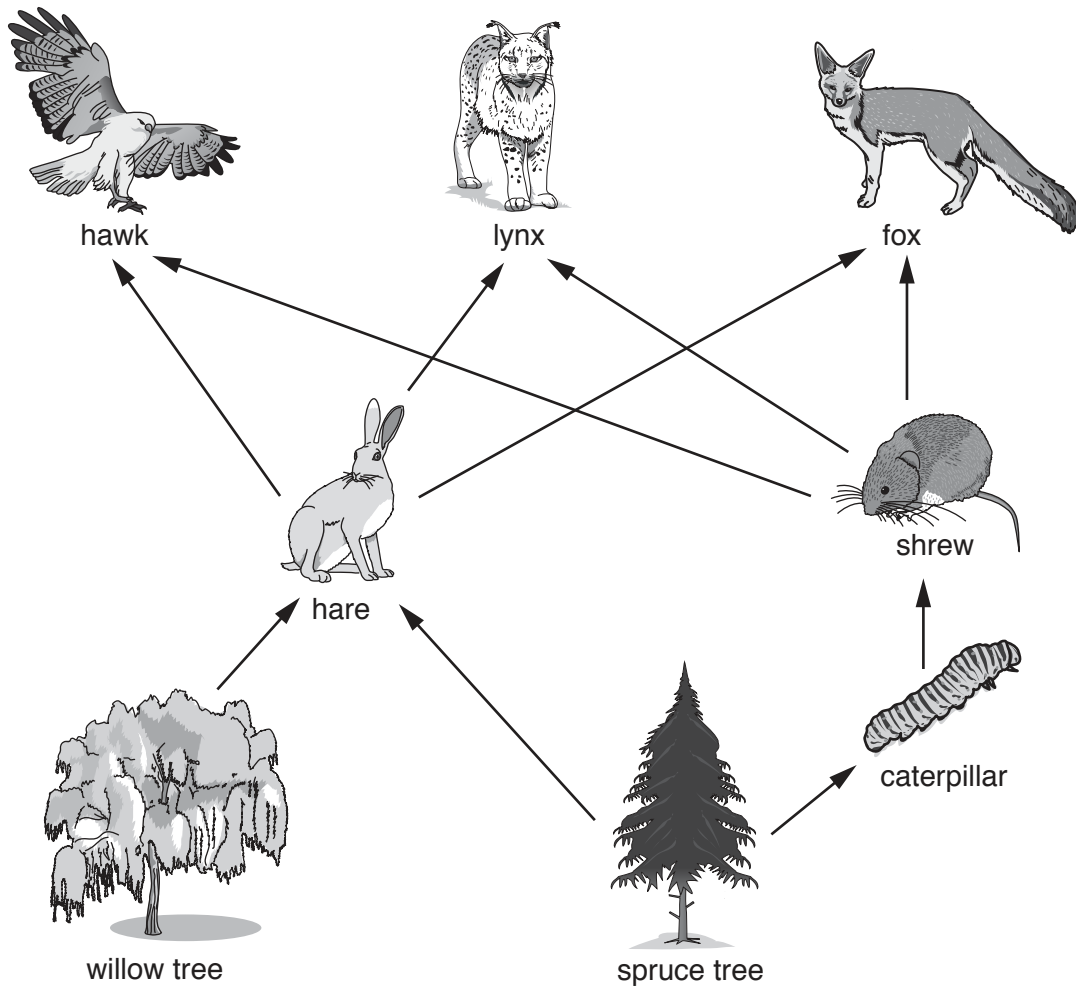 hawk
lynx
fox
shrew
hare
caterpillar
willow tree
spruce tree